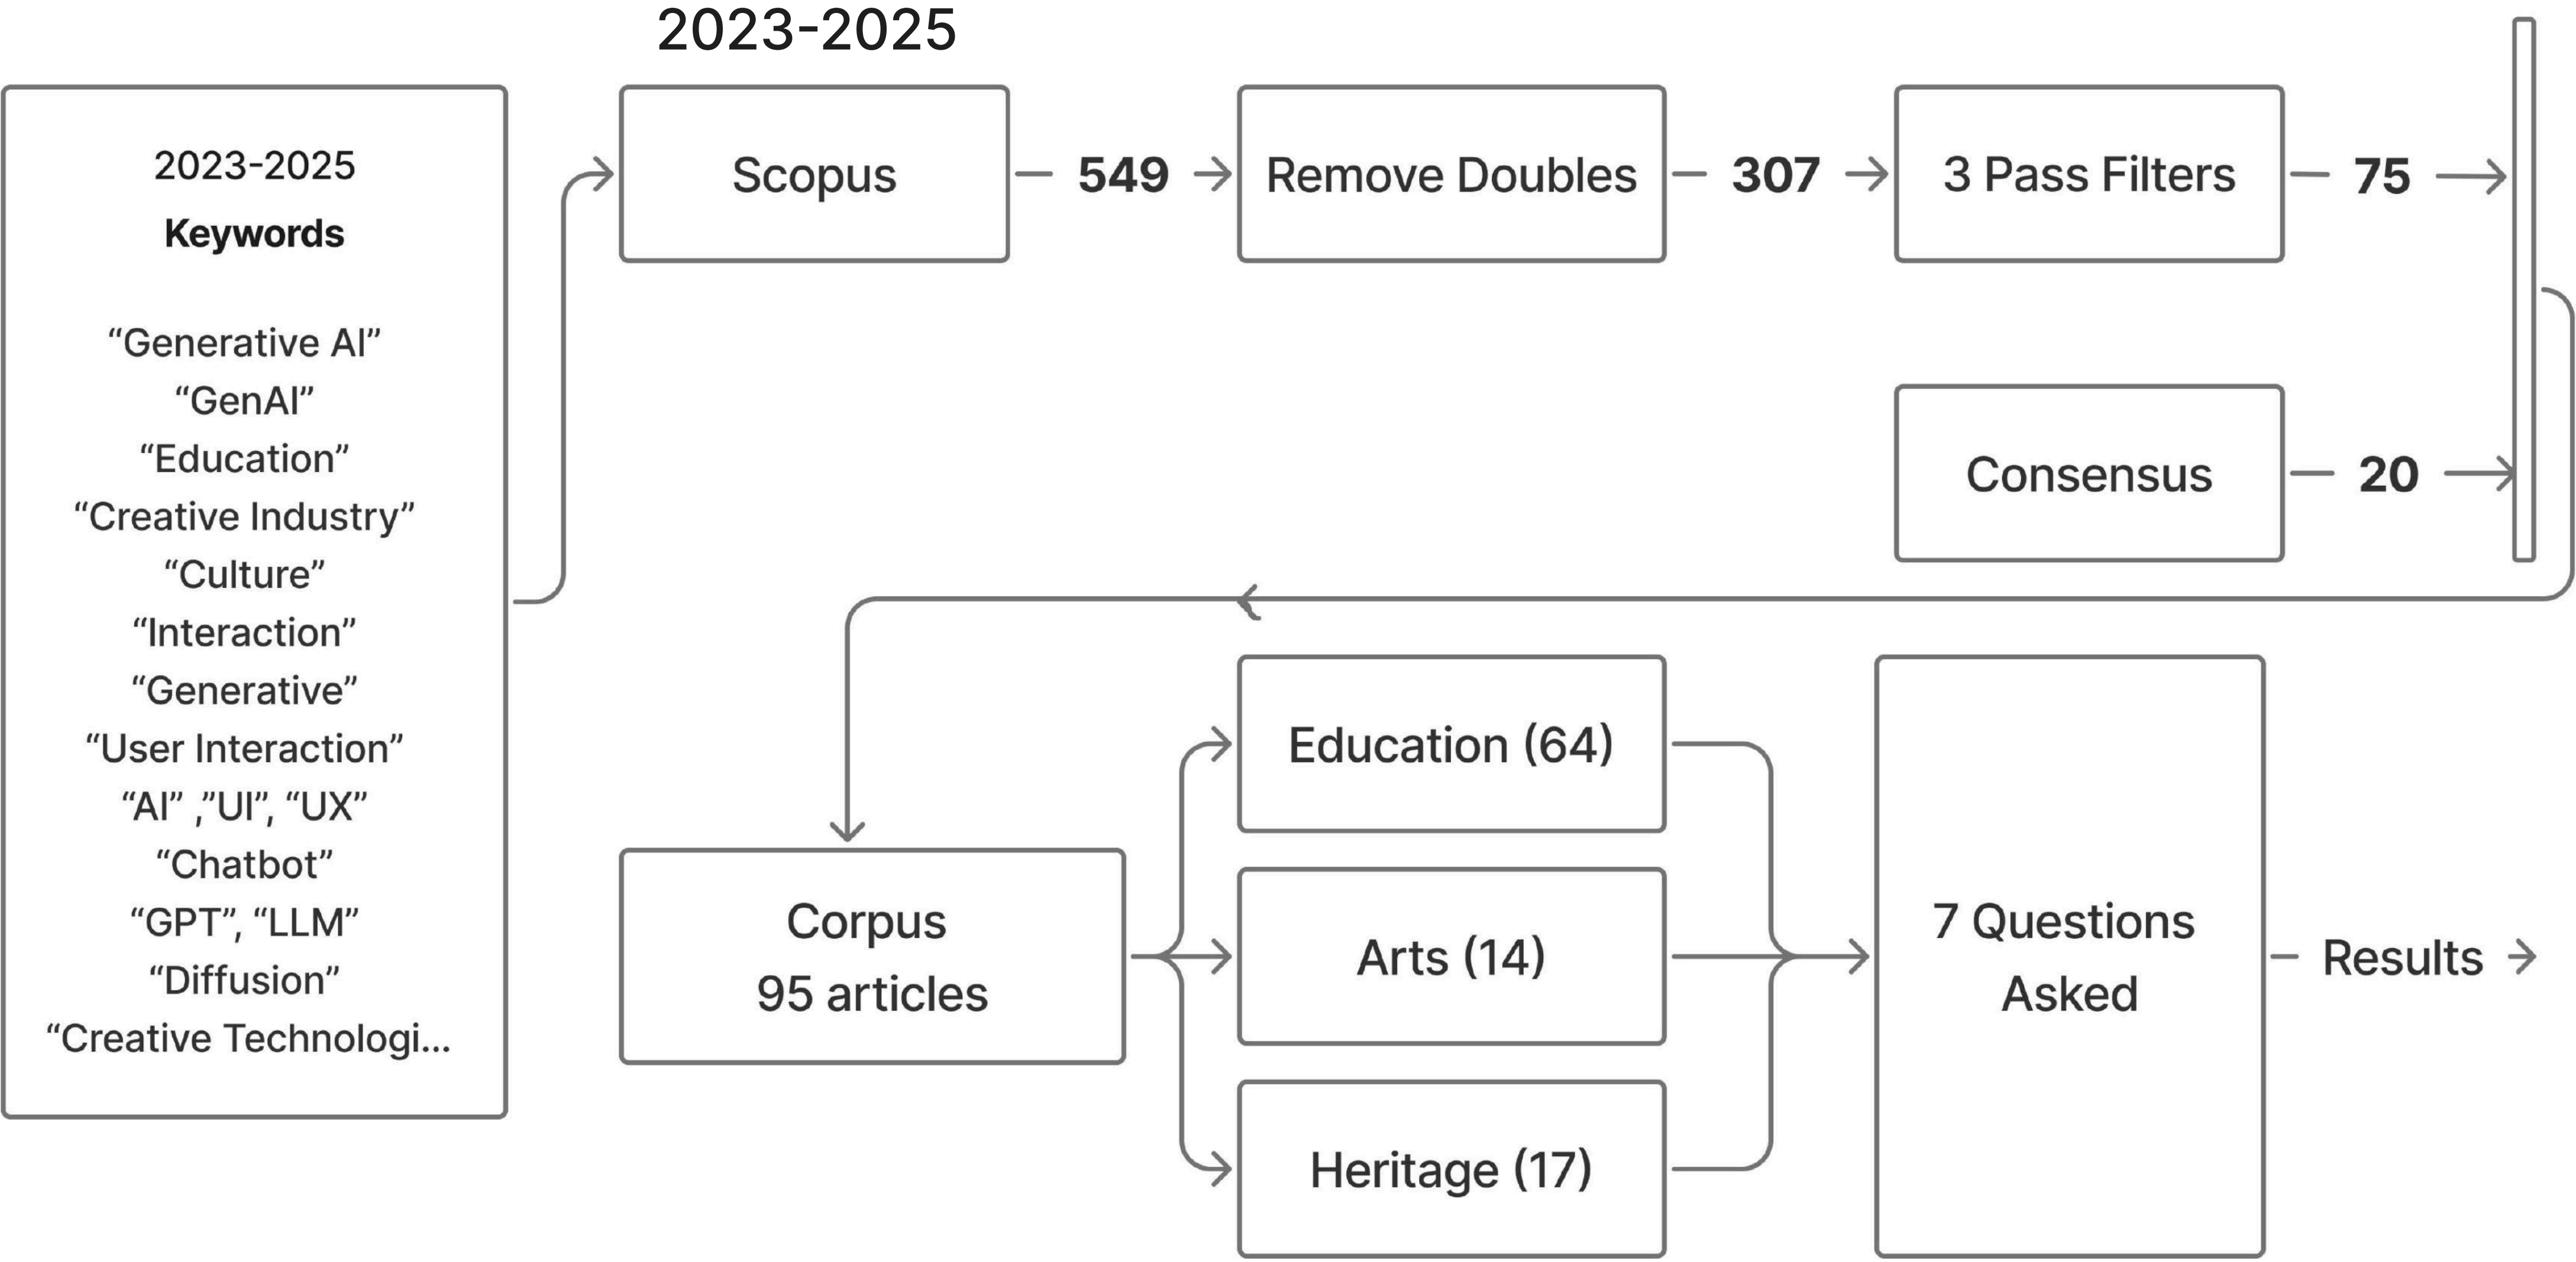 2023-2025
2023-2025
Keywords
“Generative AI”
“GenAI”
“Education”
“Creative Industry”
“Culture”
“Interaction”
“Generative”
“User Interaction”
“AI” ,”UI”, “UX”
“Chatbot”
“GPT”, “LLM”
“Diffusion”
“Creative Technologi...
Scopus
549
Remove Doubles
307
3 Pass Filters
75
Consensus
20
Corpus
95 articles
Education (64)
Arts (14)
Heritage (17)
7 Questions
Asked
Results